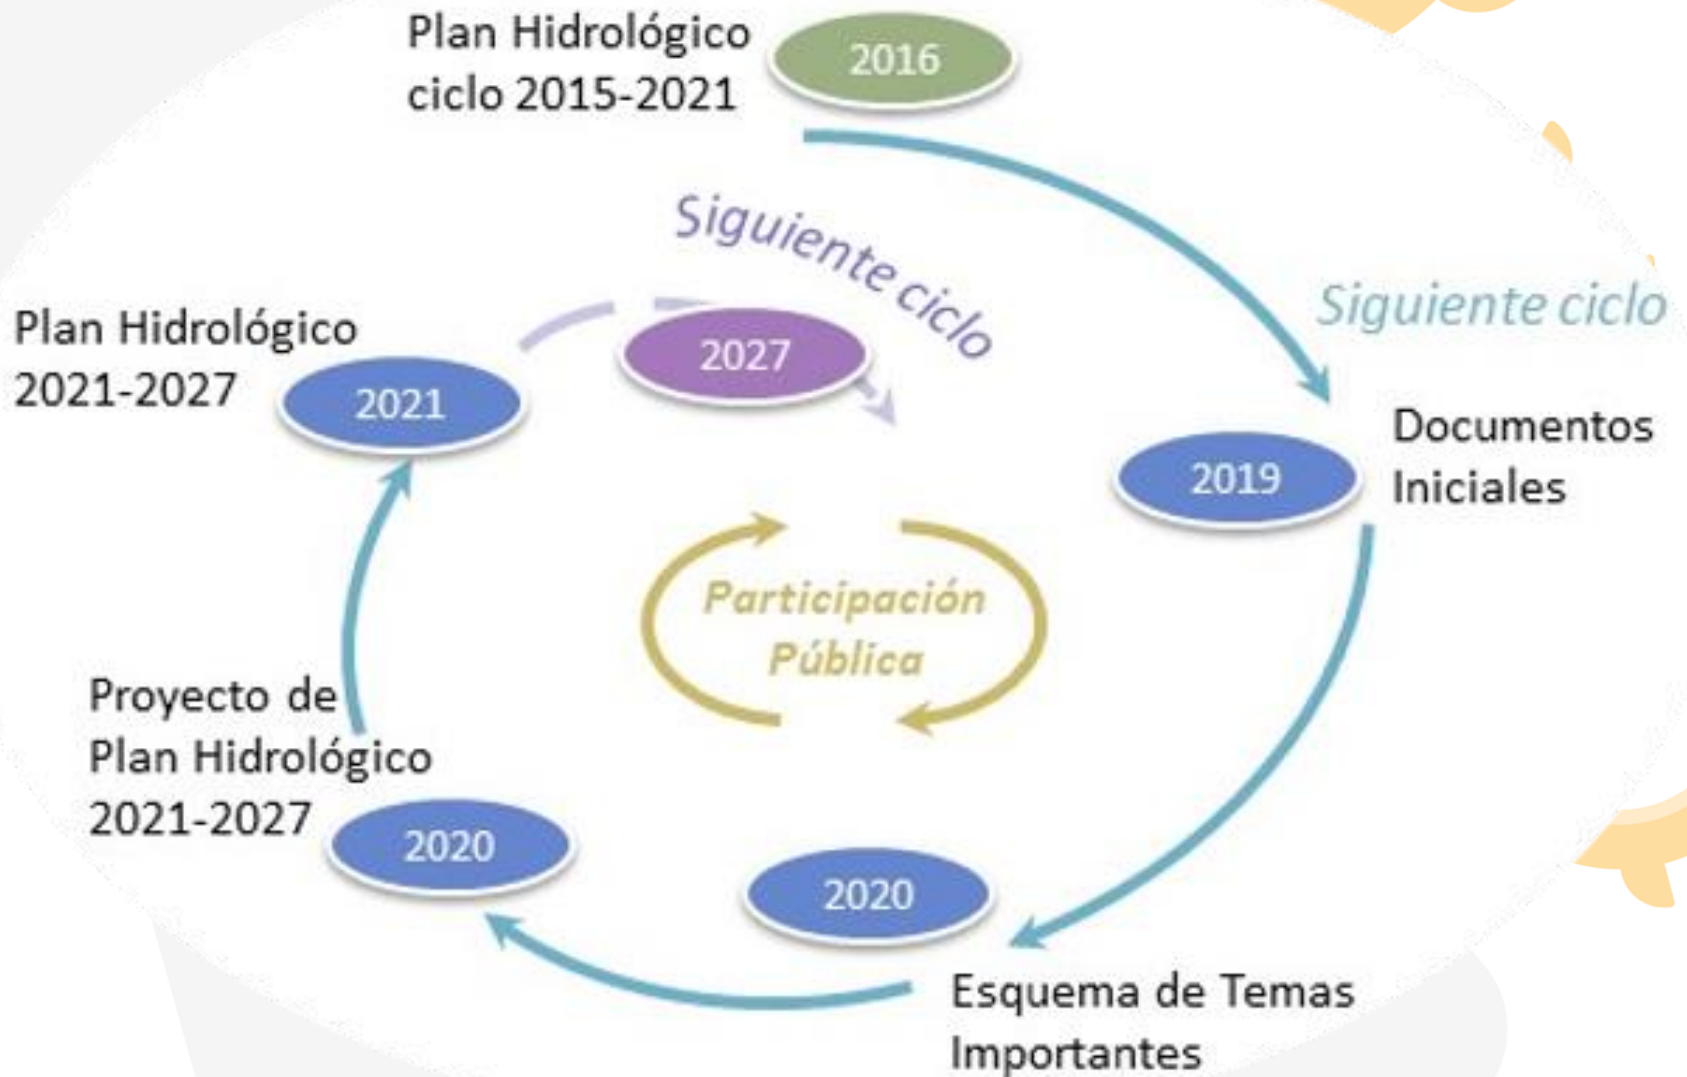 Plan Hidrológico
ciclo 2015-2021
2016
Siguiente ciclo
Siguiente ciclo
Plan Hidrológico
2021-2027
2021
2027
2019
Documentos
Iniciales
Participación
Pública
Proyecto de
Plan Hidrológico
2021-2027
2020
2020
Esquema de Temas
Importantes